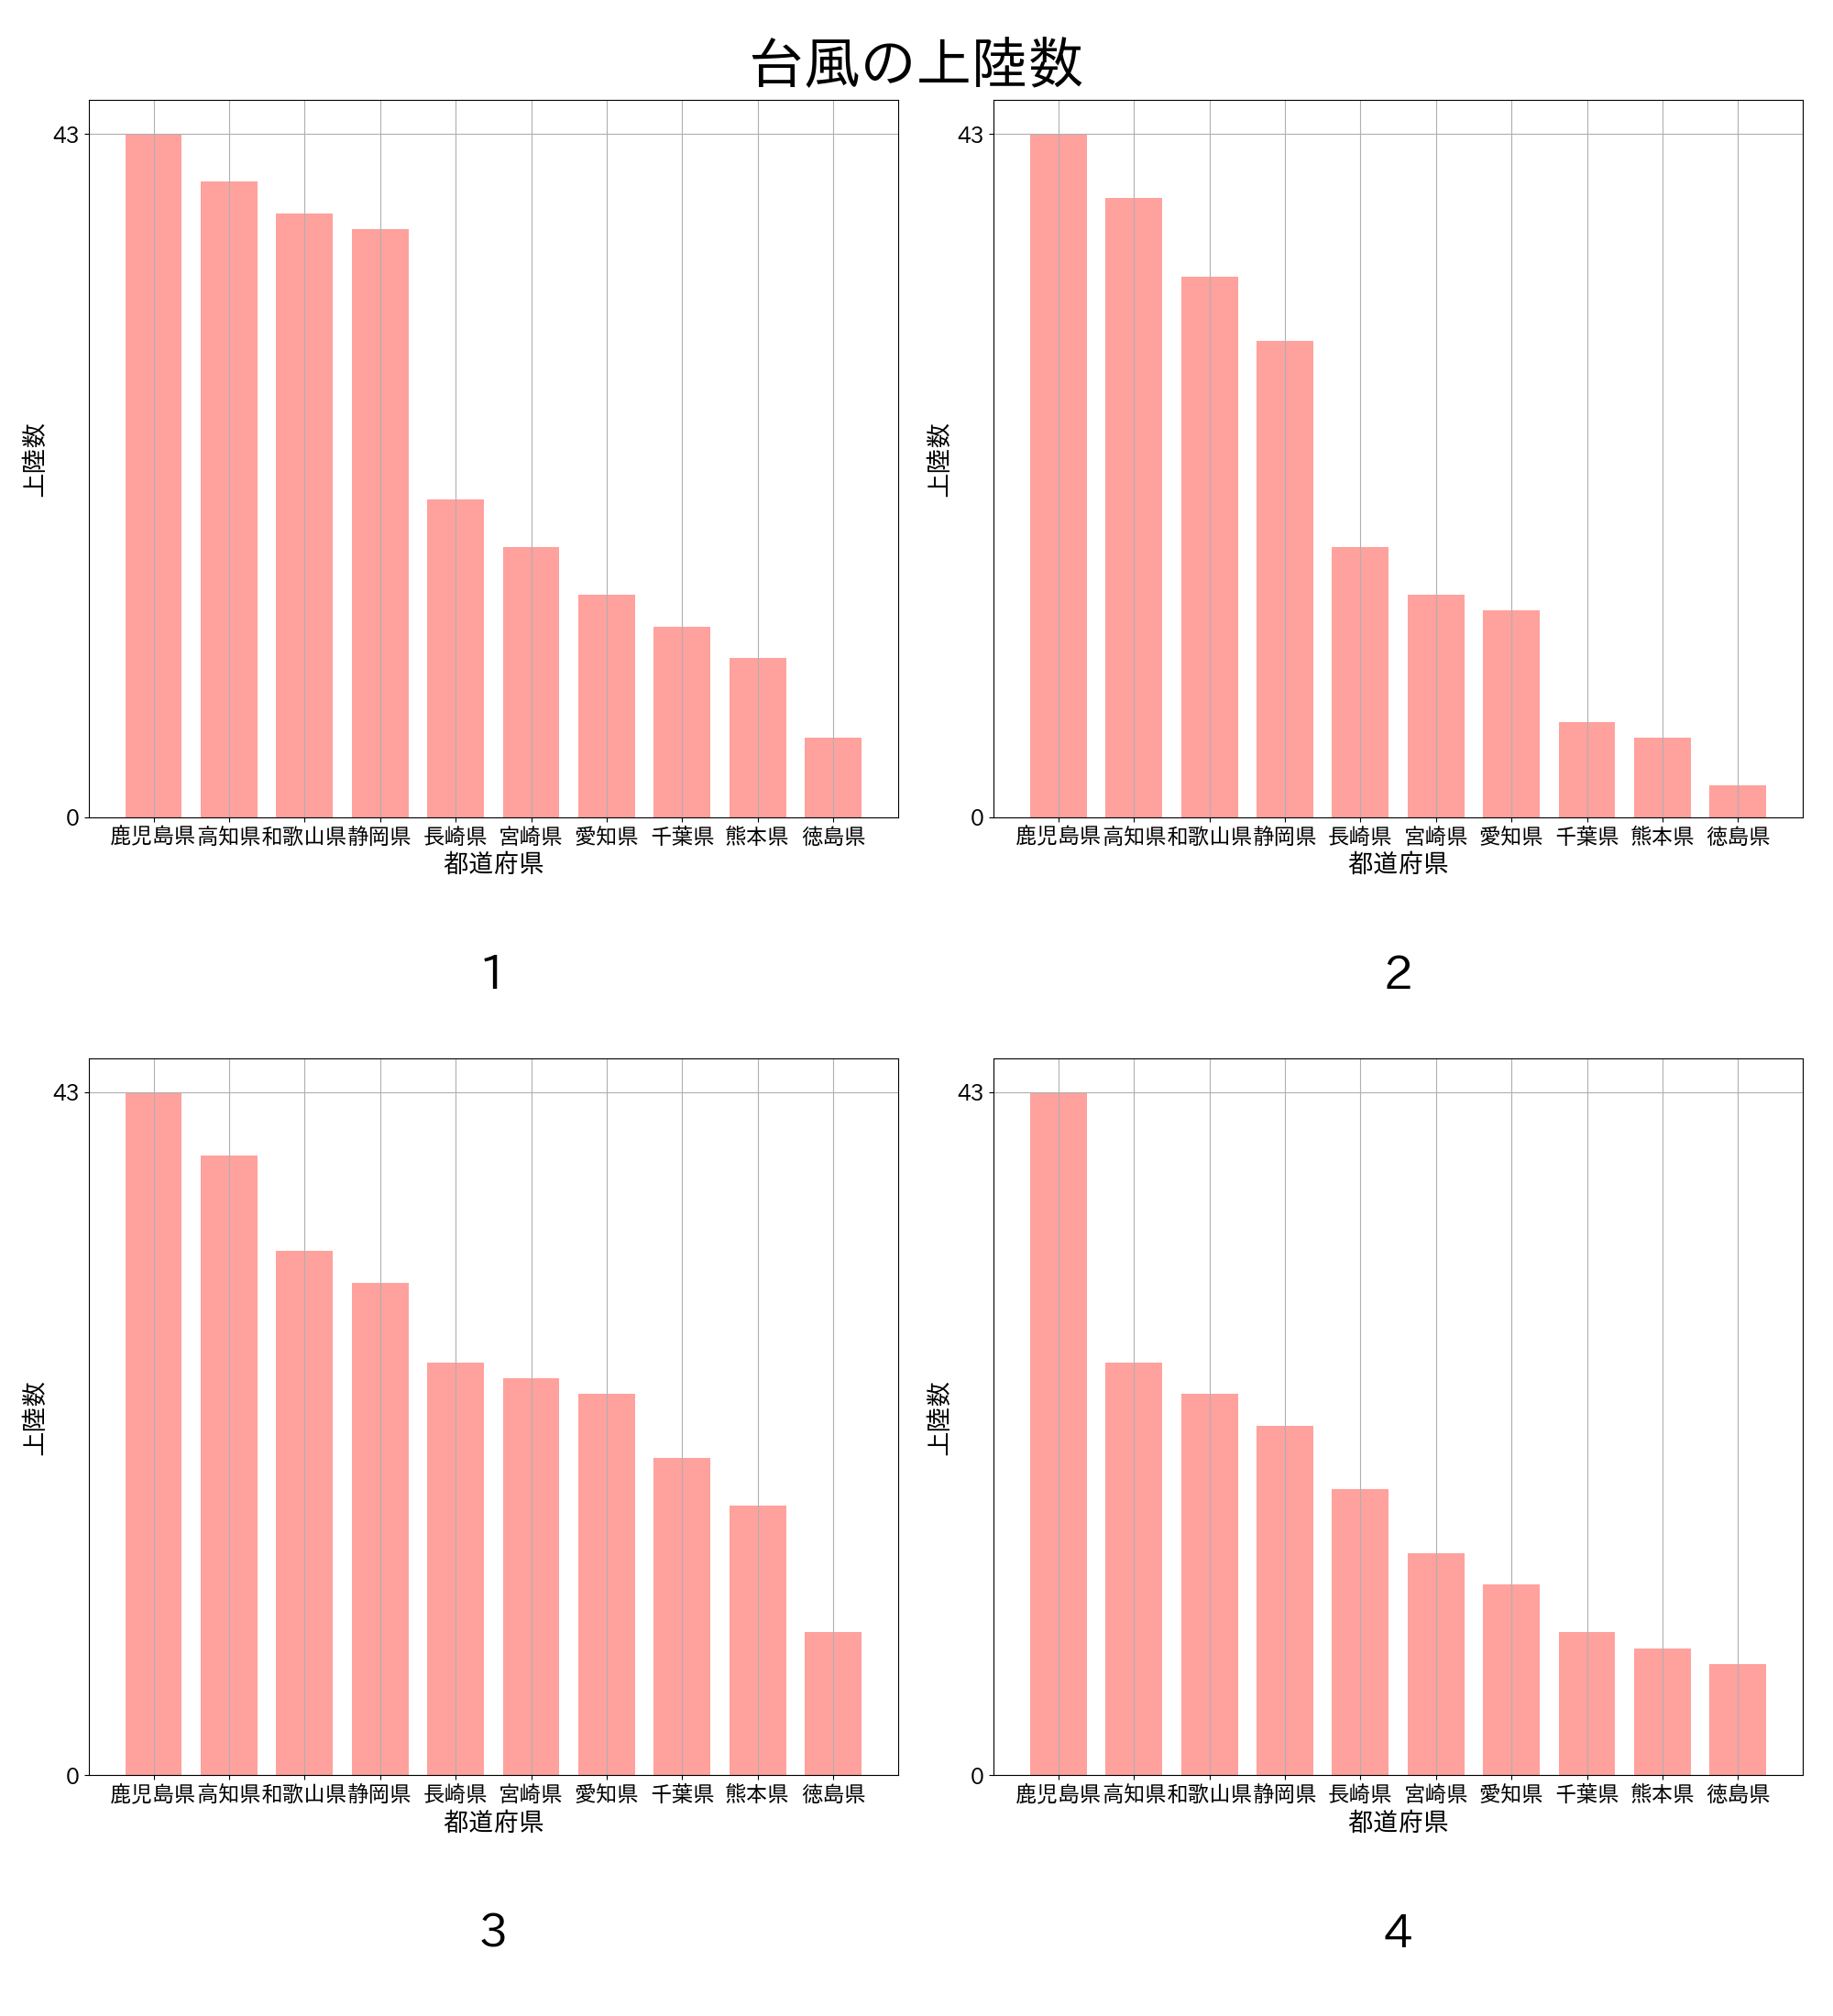 台風の上陸数
43
0
上陸数
鹿児島県 高知県 和歌山県 静岡県 長崎県 宮崎県 愛知県 千葉県 熊本県 徳島県
都道府県
1
43
0
上陸数
鹿児島県 高知県 和歌山県 静岡県 長崎県 宮崎県 愛知県 千葉県 熊本県 徳島県
都道府県
2
43
0
上陸数
鹿児島県 高知県 和歌山県 静岡県 長崎県 宮崎県 愛知県 千葉県 熊本県 徳島県
都道府県
3
43
0
上陸数
鹿児島県 高知県 和歌山県 静岡県 長崎県 宮崎県 愛知県 千葉県 熊本県 徳島県
都道府県
4